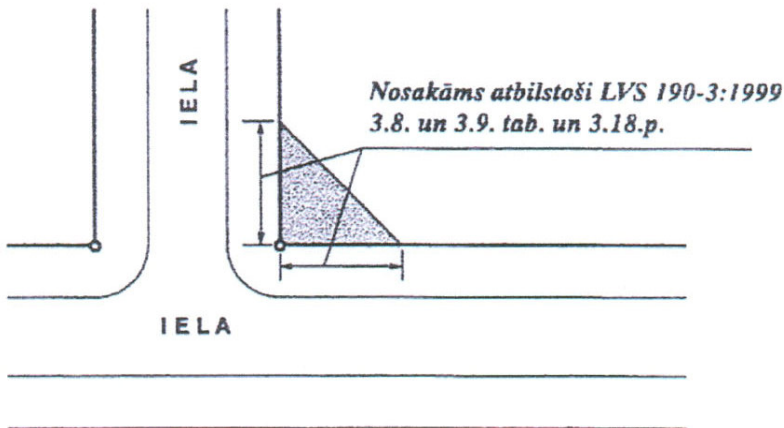 IELA
Nosakāms atbilstoši LVS 190-3:1999
3.8. un 3.9. tab. un 3.18.p.
IELA